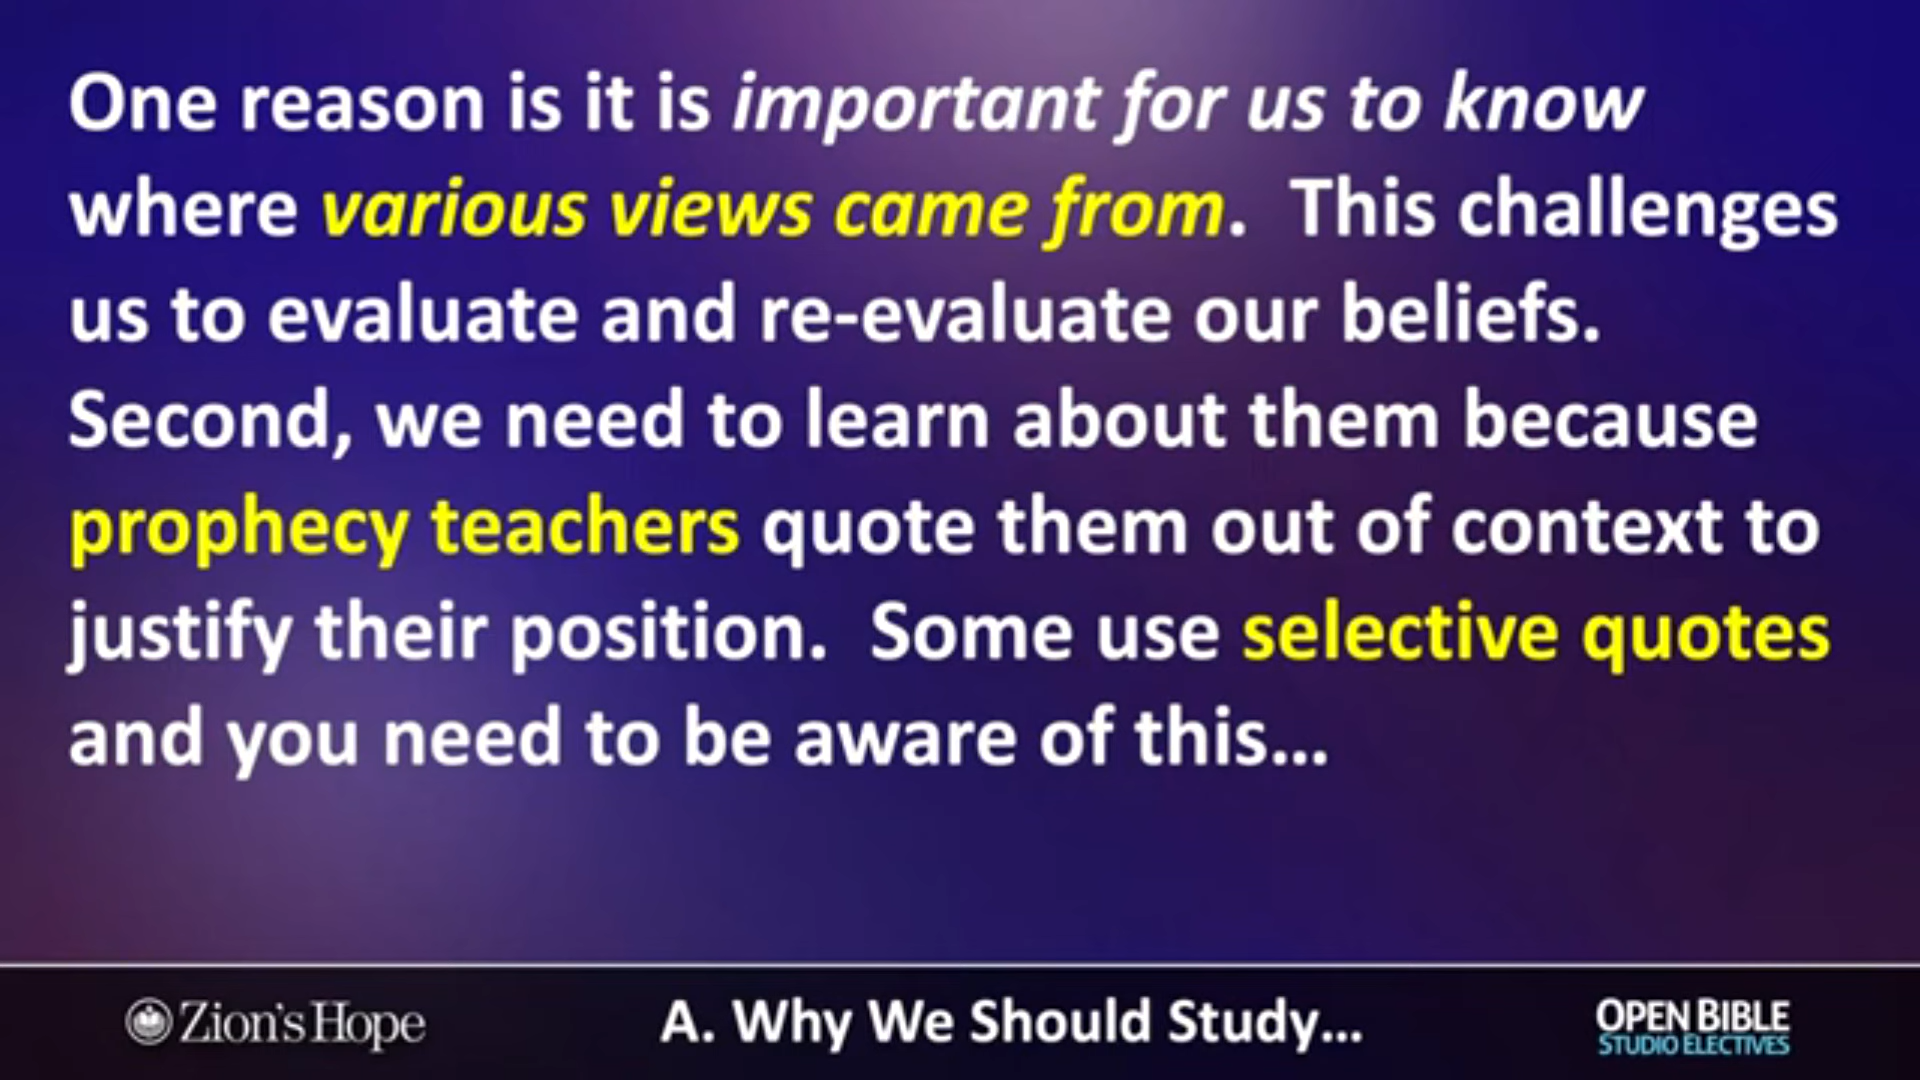 One reason is it is important for us to know
where various views came from.  This challenges
us to evaluate and re-evaluate our beliefs.
Second, we need to learn about them because
prophecy teachers quote them out of context to
justify their position.  Some use selective quotes
and you need to be aware of this...
Zion's Hope
A. Why We Should Study...
OPEN BIBLE
STUDIO ELECTIVES